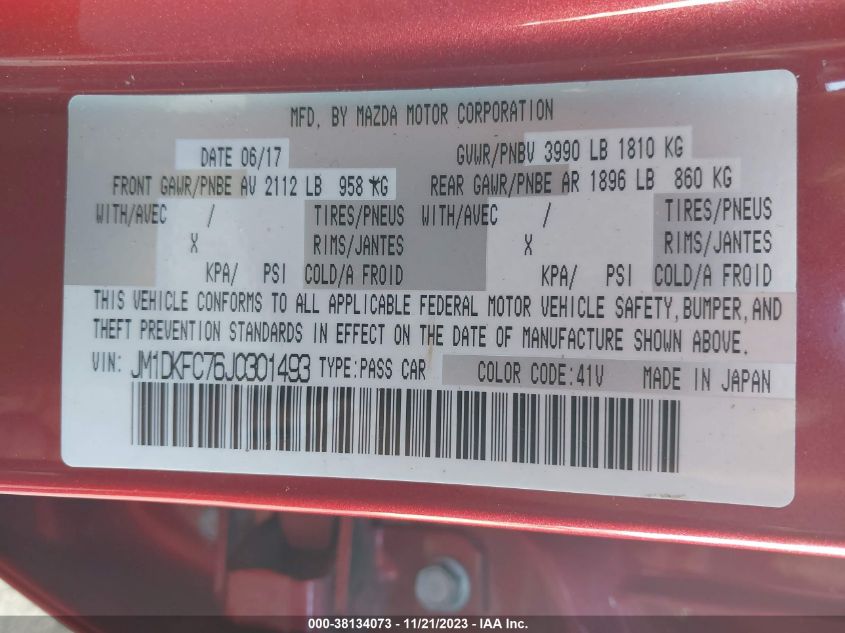 MFD. BY MAZDA MOTOR CORPORATION
DATE 06/17 GVWR/PNBV 3990 LB 1810 KG
FRONT GAWR/PNBE AV 2112 LB 958 KG REAR GAWR/PNBE AR 1896 LB 860 KG
WITH/AVEC / TIRES/PNEUS WITH/AVEC / TIRES/PNEUS
X RIMS/JANTES X RIMS/JANTES
KPA/ PSI COLD/A FROID KPA/ PSI COLD/A FROID
THIS VEHICLE CONFORMS TO ALL APPLICABLE FEDERAL MOTOR VEHICLE SAFETY, BUMPER, AND
THEFT PREVENTION STANDARDS IN EFFECT ON THE DATE OF MANUFACTURE SHOWN ABOVE.
VIN: JM1DKFC76J0301493 TYPE:PASS CAR COLOR CODE:41V MADE IN JAPAN
000-38134073 - 11/21/2023 - IAA Inc.